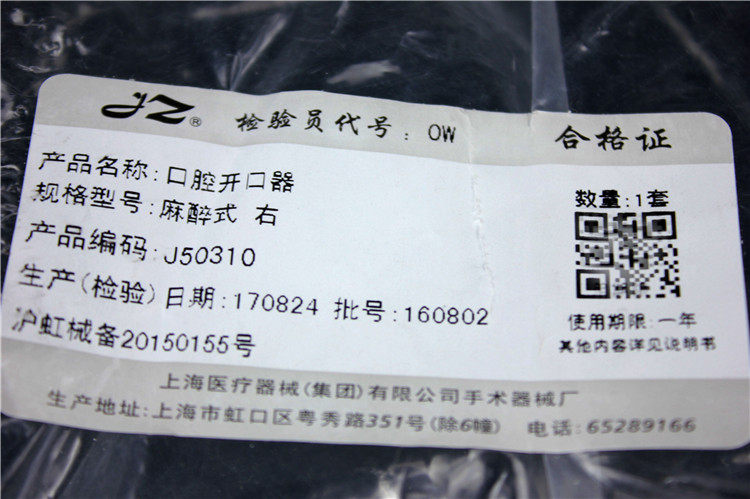 JZ® 检验员代号：OW 合格证
产品名称：口腔开口器
规格型号：麻醉式 右
数量：1套
产品编码：J50310
生产(检验)日期：170824 批号：160802
使用期限：一年
沪虹械备20150155号
其他内容详见说明书
上海医疗器械(集团)有限公司手术器械厂
生产地址：上海市虹口区粤秀路351号(除6幢) 电话：65289166